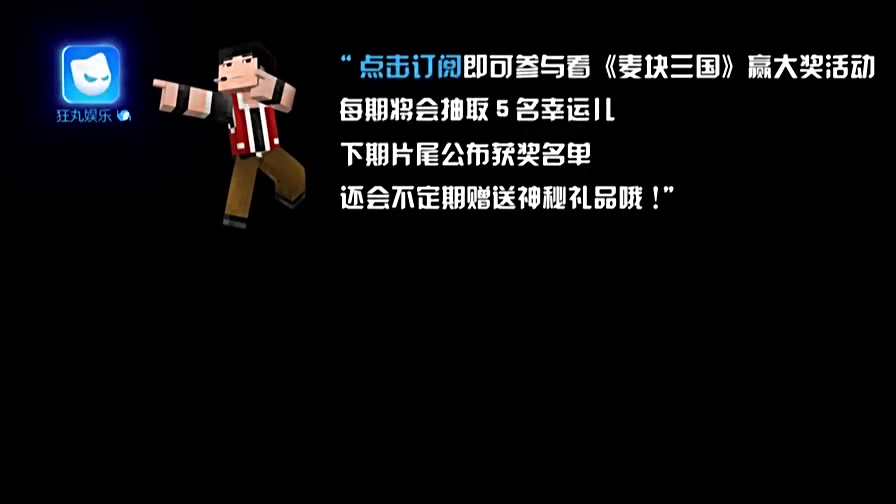 狂丸娱乐
“点击订阅即可参与看《麦块三国》赢大奖活动
每期将会抽取5名幸运儿
下期片尾公布获奖名单
还会不定期赠送神秘礼品哦！”